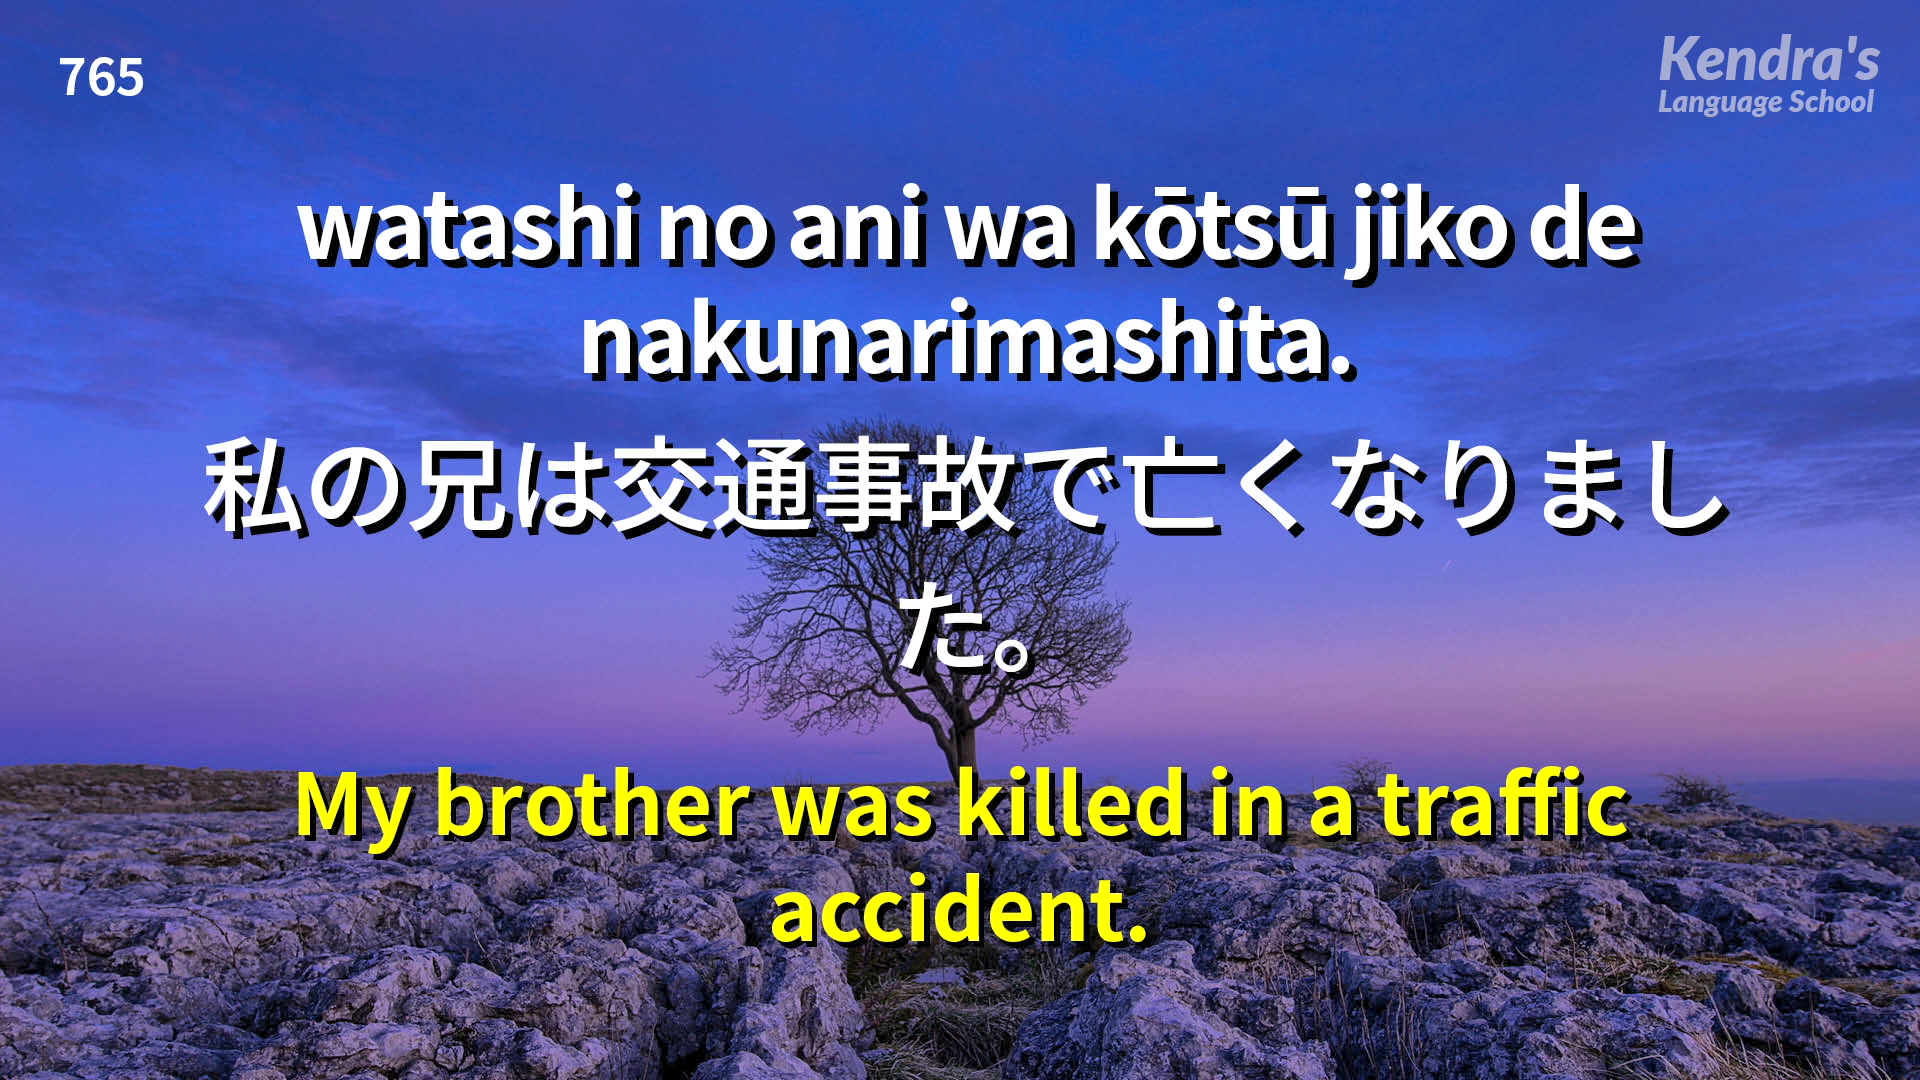 765
Kendra's
Language School
watashi no ani wa kōtsū jiko de
nakunarimashita.
私の兄は交通事故で亡くなりまし
た。
My brother was killed in a traffic
accident.